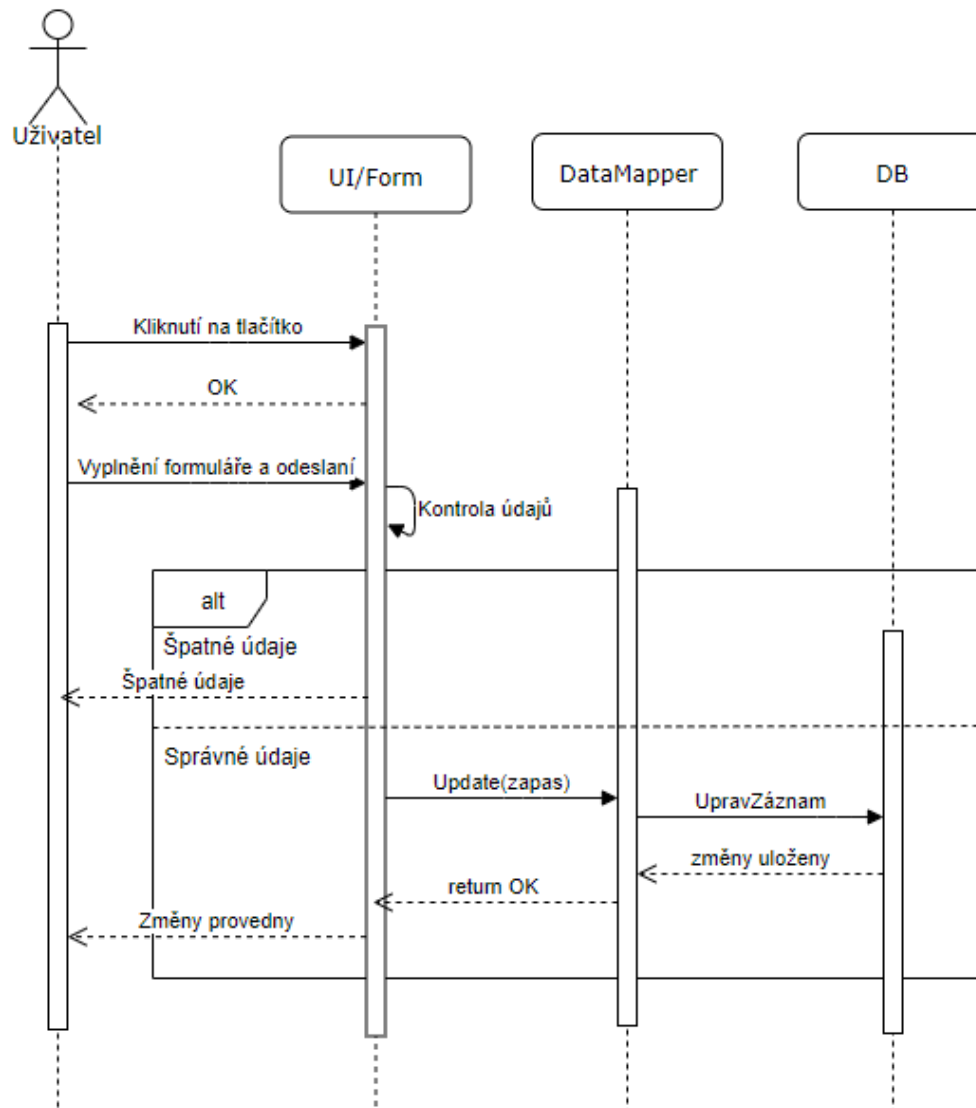 Uživatel
UI/Form
DataMapper
DB
Kliknutí na tlačítko
OK
Vyplnění formuláře a odeslaní
Kontrola údajů
alt
Špatné údaje
Špatné údaje
Správné údaje
Update(zapas)
UpravZáznam
změny uloženy
return OK
Změny provedny